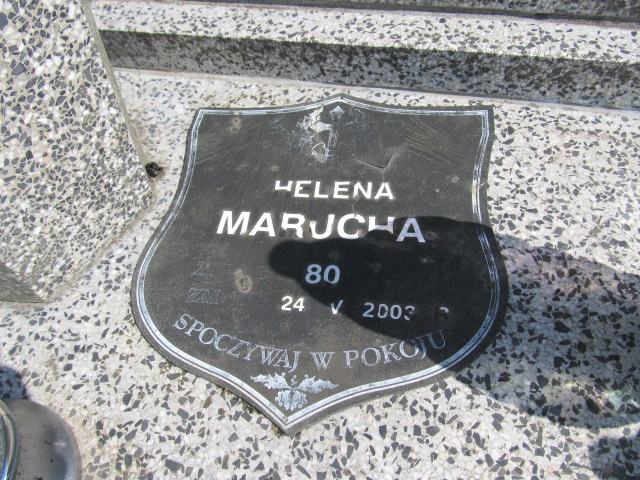 HELENA
MARUCHA
80
24 V 2003
SPOCZYWAJ W POKOJU